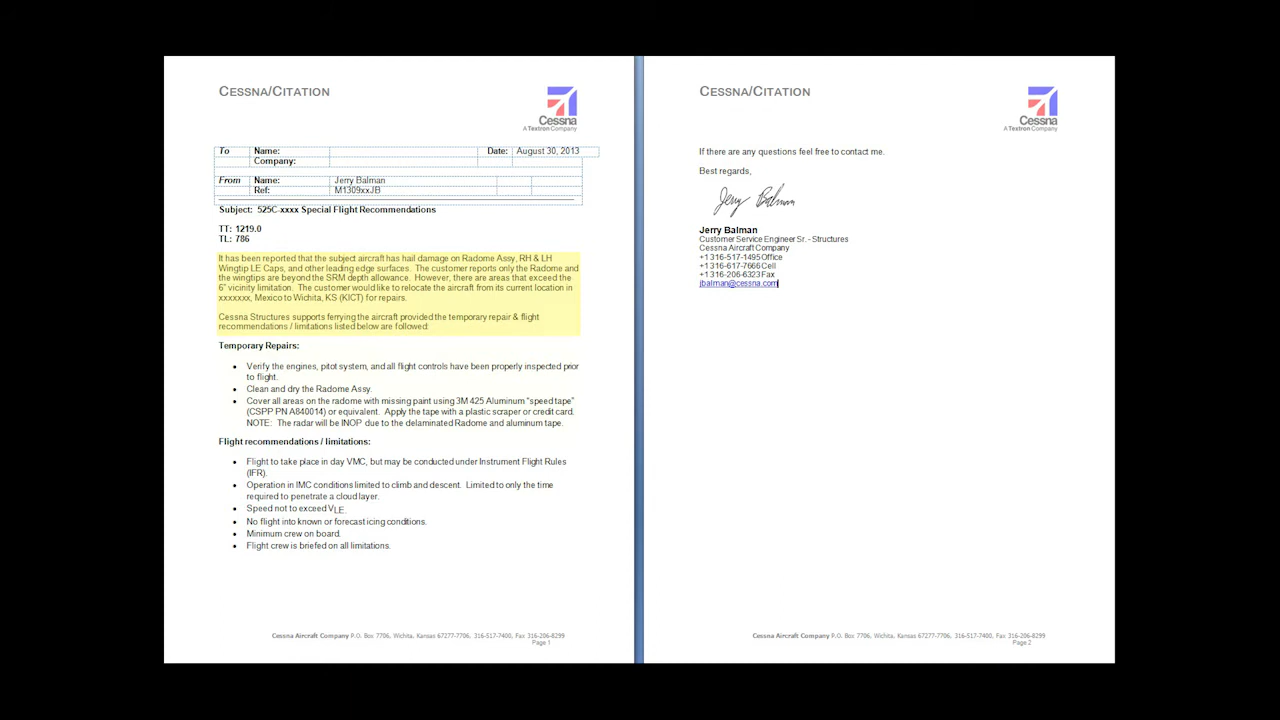 CESSNA/CITATION
Cessna
A Textron Company
To Name: Date: August 30, 2013
Company:
From Name: Jerry Balman
Ref: M1309xxJB
Subject: 525C-xxxx Special Flight Recommendations
TT: 1219.0
TL: 786
It has been reported that the subject aircraft has hail damage on Radome Assy, RH & LH
Wingtip LE Caps, and other leading edge surfaces. The customer reports only the Radome and
the wingtips are beyond the SRM depth allowance. However, there are areas that exceed the
6" vicinity limitation. The customer would like to relocate the aircraft from its current location in
xxxxxxx, Mexico to Wichita, KS (KICT) for repairs.
Cessna Structures supports ferrying the aircraft provided the temporary repair & flight
recommendations / limitations listed below are followed:
Temporary Repairs:
• Verify the engines, pitot system, and all flight controls have been properly inspected prior
to flight.
• Clean and dry the Radome Assy.
• Cover all areas on the radome with missing paint using 3M 425 Aluminum "speed tape"
(CSPP PN A840014) or equivalent. Apply the tape with a plastic scraper or credit card.
NOTE: The radar will be INOP due to the delaminated Radome and aluminum tape.
Flight recommendations / limitations:
• Flight to take place in day VMC, but may be conducted under Instrument Flight Rules
(IFR).
• Operation in IMC conditions limited to climb and descent. Limited to only the time
required to penetrate a cloud layer.
• Speed not to exceed VLE.
• No flight into known or forecast icing conditions.
• Minimum crew on board.
• Flight crew is briefed on all limitations.
Cessna Aircraft Company P.O. Box 7706, Wichita, Kansas 67277-7706, 316-517-7400, Fax 316-206-8299
Page 1
CESSNA/CITATION
Cessna
A Textron Company
If there are any questions feel free to contact me.
Best regards,
Jerry Balman
Jerry Balman
Customer Service Engineer Sr. - Structures
Cessna Aircraft Company
+1 316-517-1495 Office
+1 316-617-7666 Cell
+1 316-206-6323 Fax
jbalman@cessna.com
Cessna Aircraft Company P.O. Box 7706, Wichita, Kansas 67277-7706, 316-517-7400, Fax 316-206-8299
Page 2